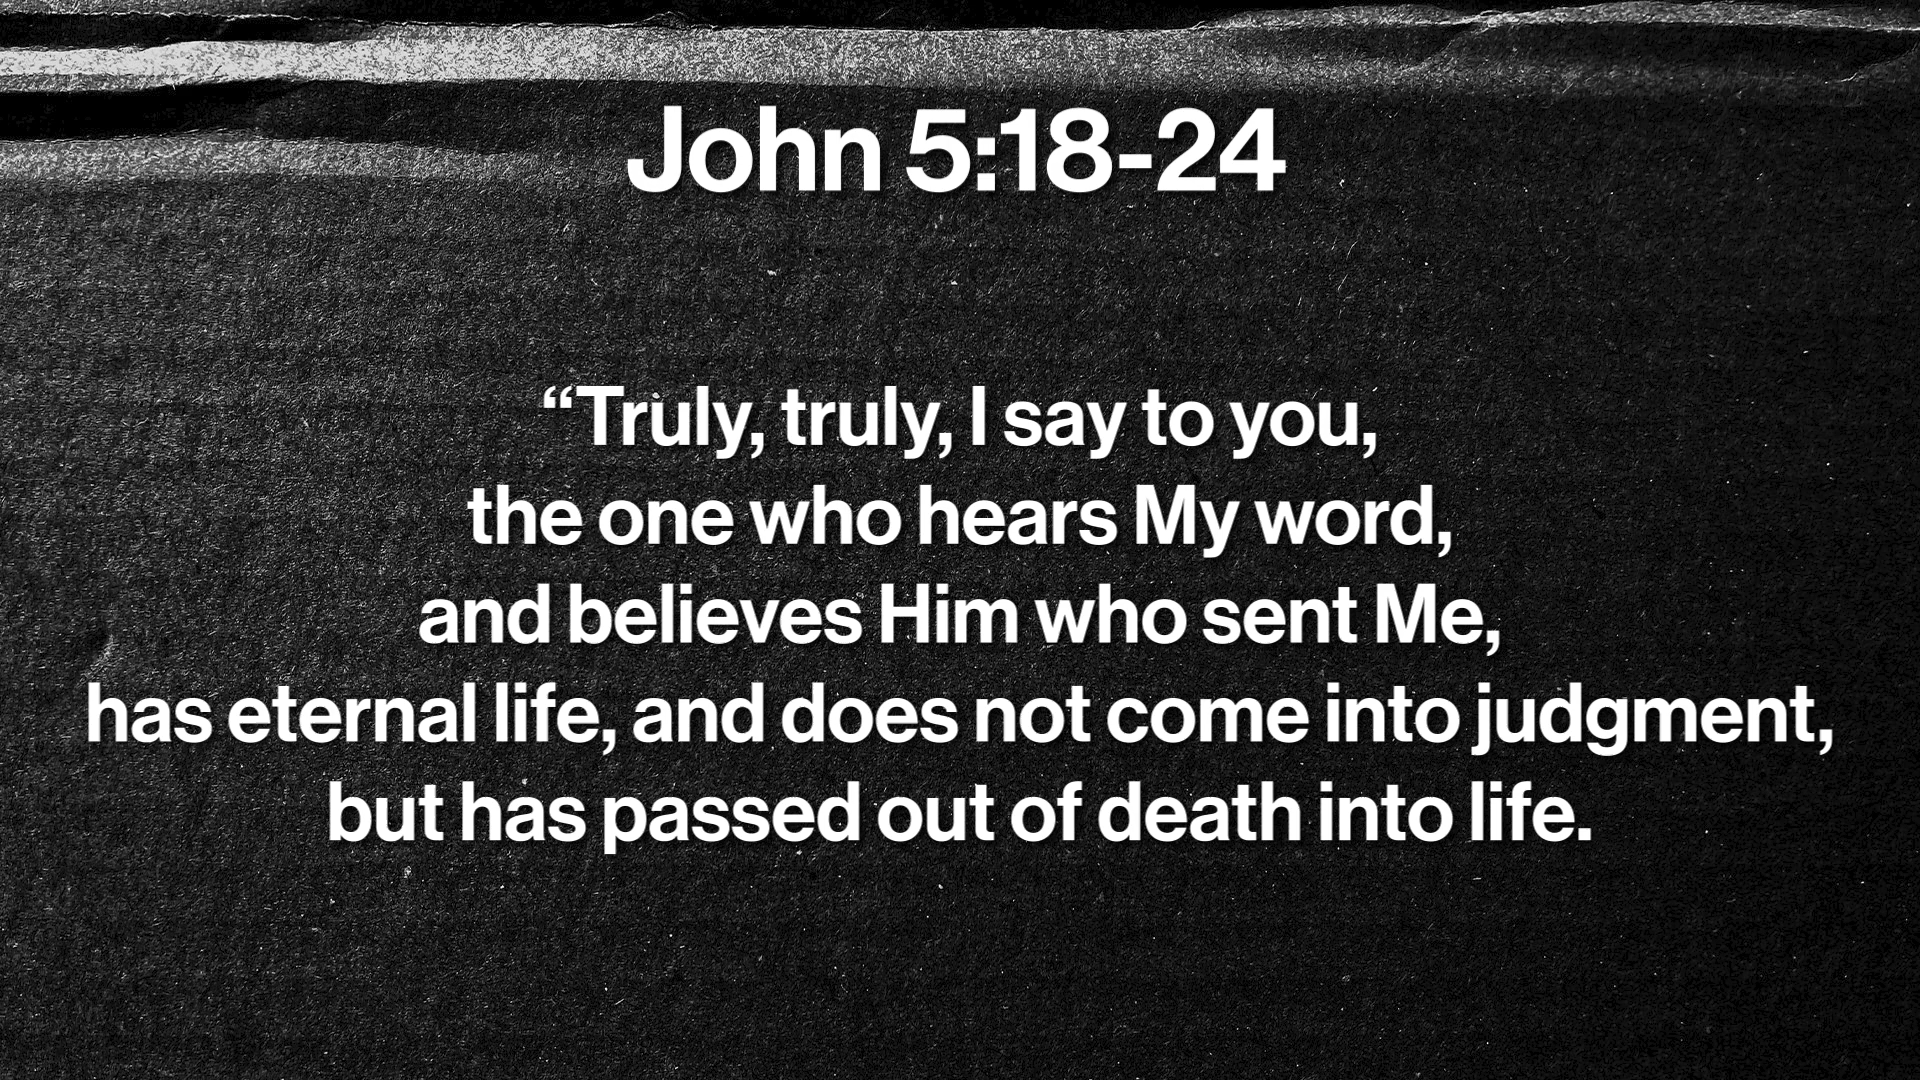 John 5:18-24
“Truly, truly, I say to you,
the one who hears My word,
and believes Him who sent Me,
has eternal life, and does not come into judgment,
but has passed out of death into life.